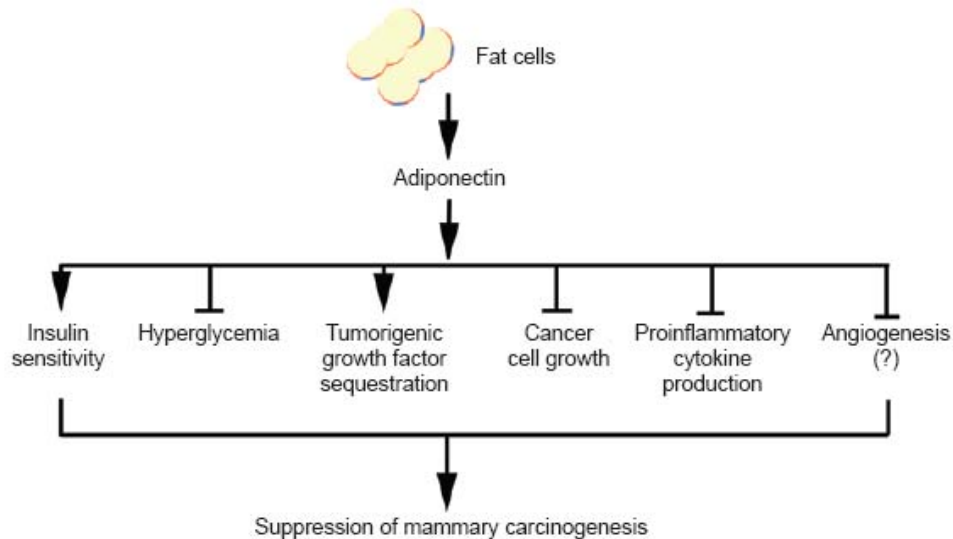 Fat cells
Adiponectin
Insulin
sensitivity
Hyperglycemia
Tumorigenic
growth factor
sequestration
Cancer
cell growth
Proinflammatory
cytokine
production
Angiogenesis
(?)
Suppression of mammary carcinogenesis